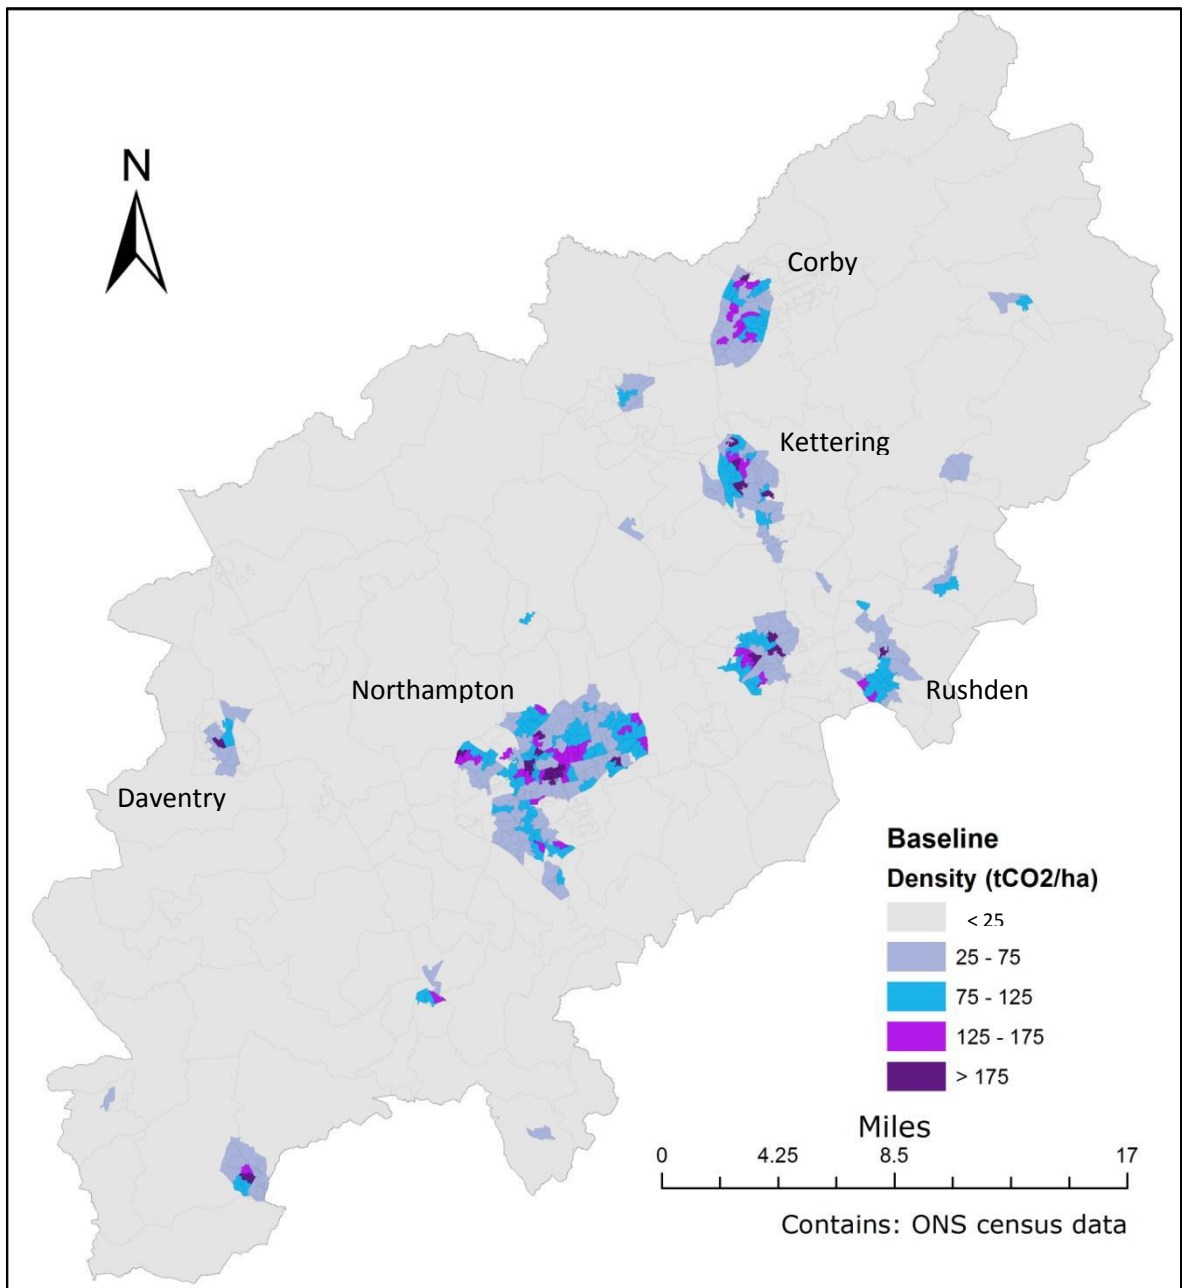 N
Corby
Kettering
Northampton
Rushden
Daventry
Baseline
Density (tCO2/ha)
< 25
25 - 75
75 - 125
125 - 175
> 175
Miles
0 4.25 8.5 17
Contains: ONS census data